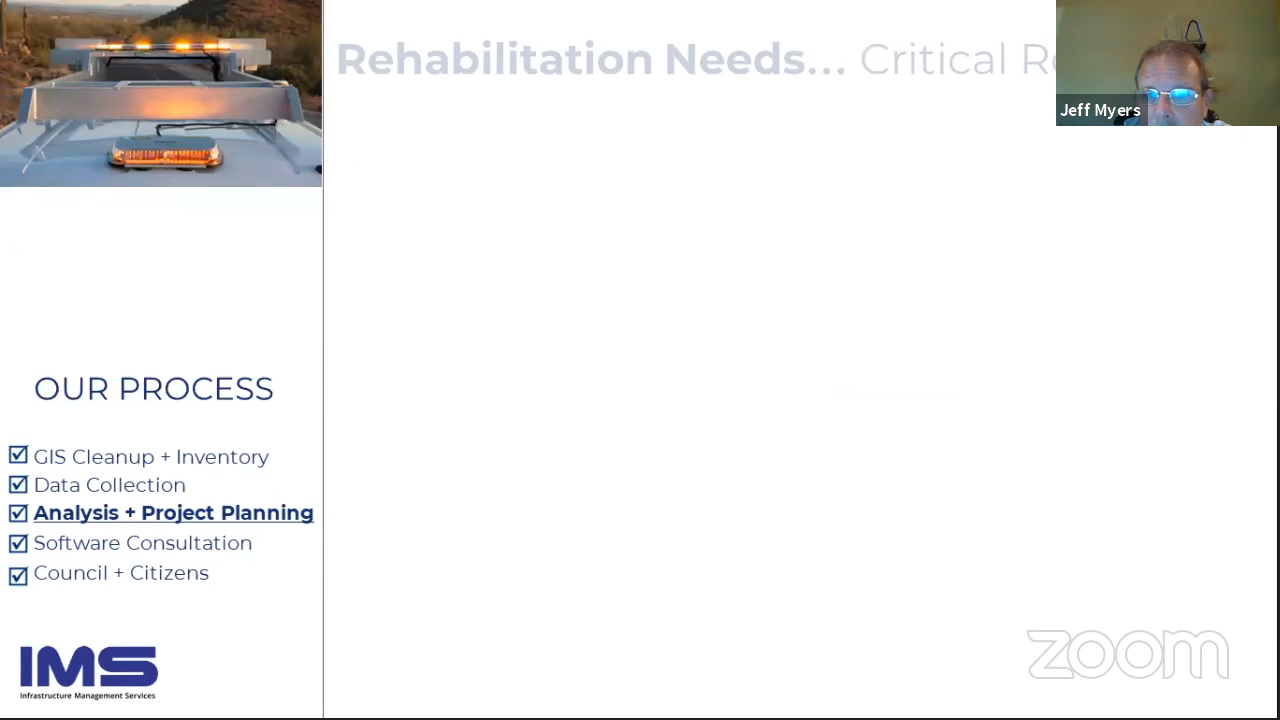 Rehabilitation Needs... Critical
Jeff Myers
OUR PROCESS
GIS Cleanup + Inventory
Data Collection
Analysis + Project Planning
Software Consultation
Council + Citizens
IMS
Infrastructure Management Services
zoom